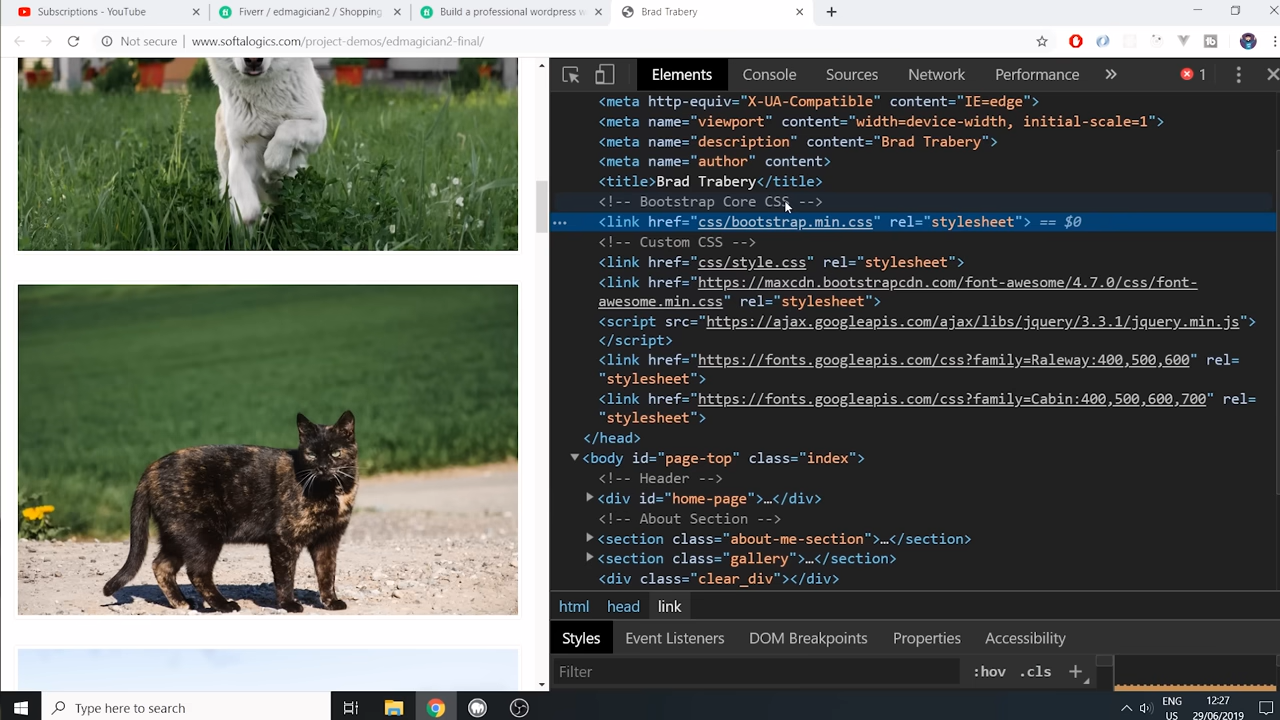 Subscriptions - YouTube
Fiverr / edmagician2 / Shopping
Build a professional wordpress w
Brad Trabery
Not secure | www.softalogics.com/project-demos/edmagician2-final/
Elements Console Sources Network Performance » 1
<meta http-equiv="X-UA-Compatible" content="IE=edge">
<meta name="viewport" content="width=device-width, initial-scale=1">
<meta name="description" content="Brad Trabery">
<meta name="author" content>
<title>Brad Trabery</title>
<!-- Bootstrap Core CSS -->
... <link href="css/bootstrap.min.css" rel="stylesheet"> == $0
<!-- Custom CSS -->
<link href="css/style.css" rel="stylesheet">
<link href="https://maxcdn.bootstrapcdn.com/font-awesome/4.7.0/css/font-
awesome.min.css" rel="stylesheet">
<script src="https://ajax.googleapis.com/ajax/libs/jquery/3.3.1/jquery.min.js">
</script>
<link href="https://fonts.googleapis.com/css?family=Raleway:400,500,600" rel=
"stylesheet">
<link href="https://fonts.googleapis.com/css?family=Cabin:400,500,600,700" rel=
"stylesheet">
</head>
<body id="page-top" class="index">
<!-- Header -->
<div id="home-page">…</div>
<!-- About Section -->
<section class="about-me-section">…</section>
<section class="gallery">…</section>
<div class="clear_div"></div>
html head link
Styles Event Listeners DOM Breakpoints Properties Accessibility
Filter :hov .cls +
Type here to search
ENG 12:27
US 29/06/2019